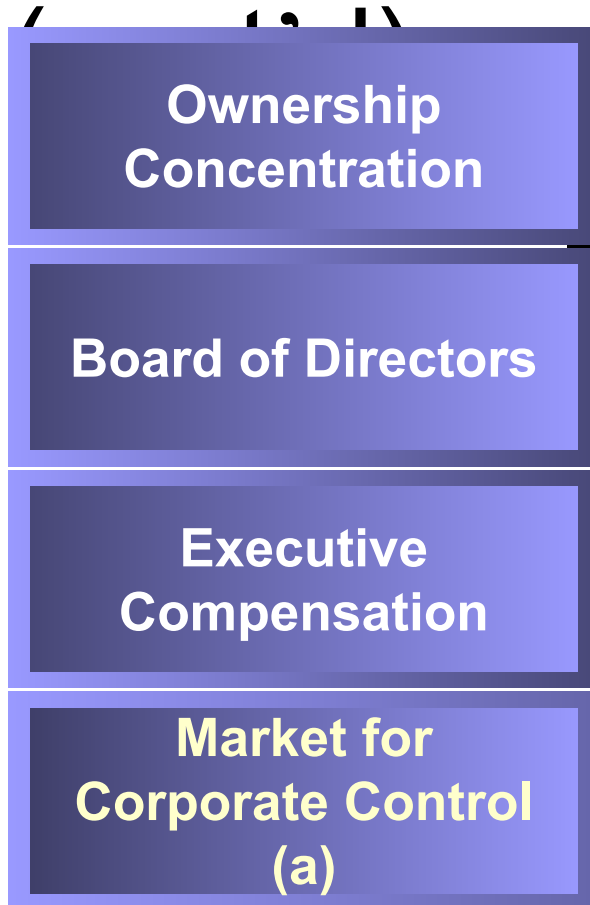 Ownership
Concentration
Board of Directors
Executive
Compensation
Market for
Corporate Control
(a)